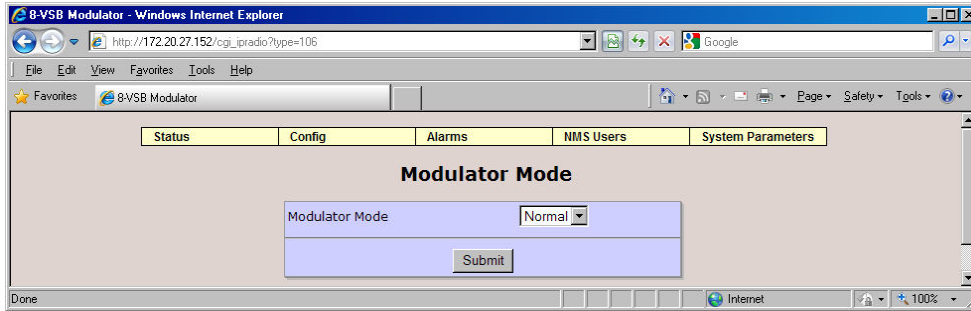 8-VSB Modulator - Windows Internet Explorer
http://172.20.27.152/cgi_ipradio?type=106
Google
File Edit View Favorites Tools Help
Favorites 8-VSB Modulator Page Safety Tools
Status Config Alarms NMS Users System Parameters
Modulator Mode
Modulator Mode Normal
Submit
Done Internet 100%